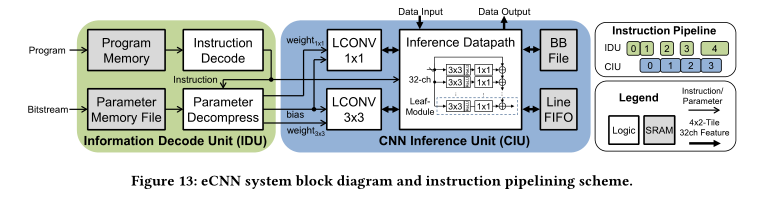 Data Input
Data Output
Instruction Pipeline
IDU
0 1 2 3 4
CIU
0 1 2 3
Program
Program
Memory
Instruction
Decode
weight1x1
LCONV
1x1
Inference Datapath
32-ch
3x3
1x1
3x3
1x1
Leaf-
Module
3x3
1x1
BB
File
Instruction
Bitstream
Parameter
Memory File
Parameter
Decompress
bias
weight3x3
LCONV
3x3
Line
FIFO
Legend
Logic
SRAM
Instruction/
Parameter
4x2-Tile
32ch Feature
Information Decode Unit (IDU)
CNN Inference Unit (CIU)
Figure 13: eCNN system block diagram and instruction pipelining scheme.